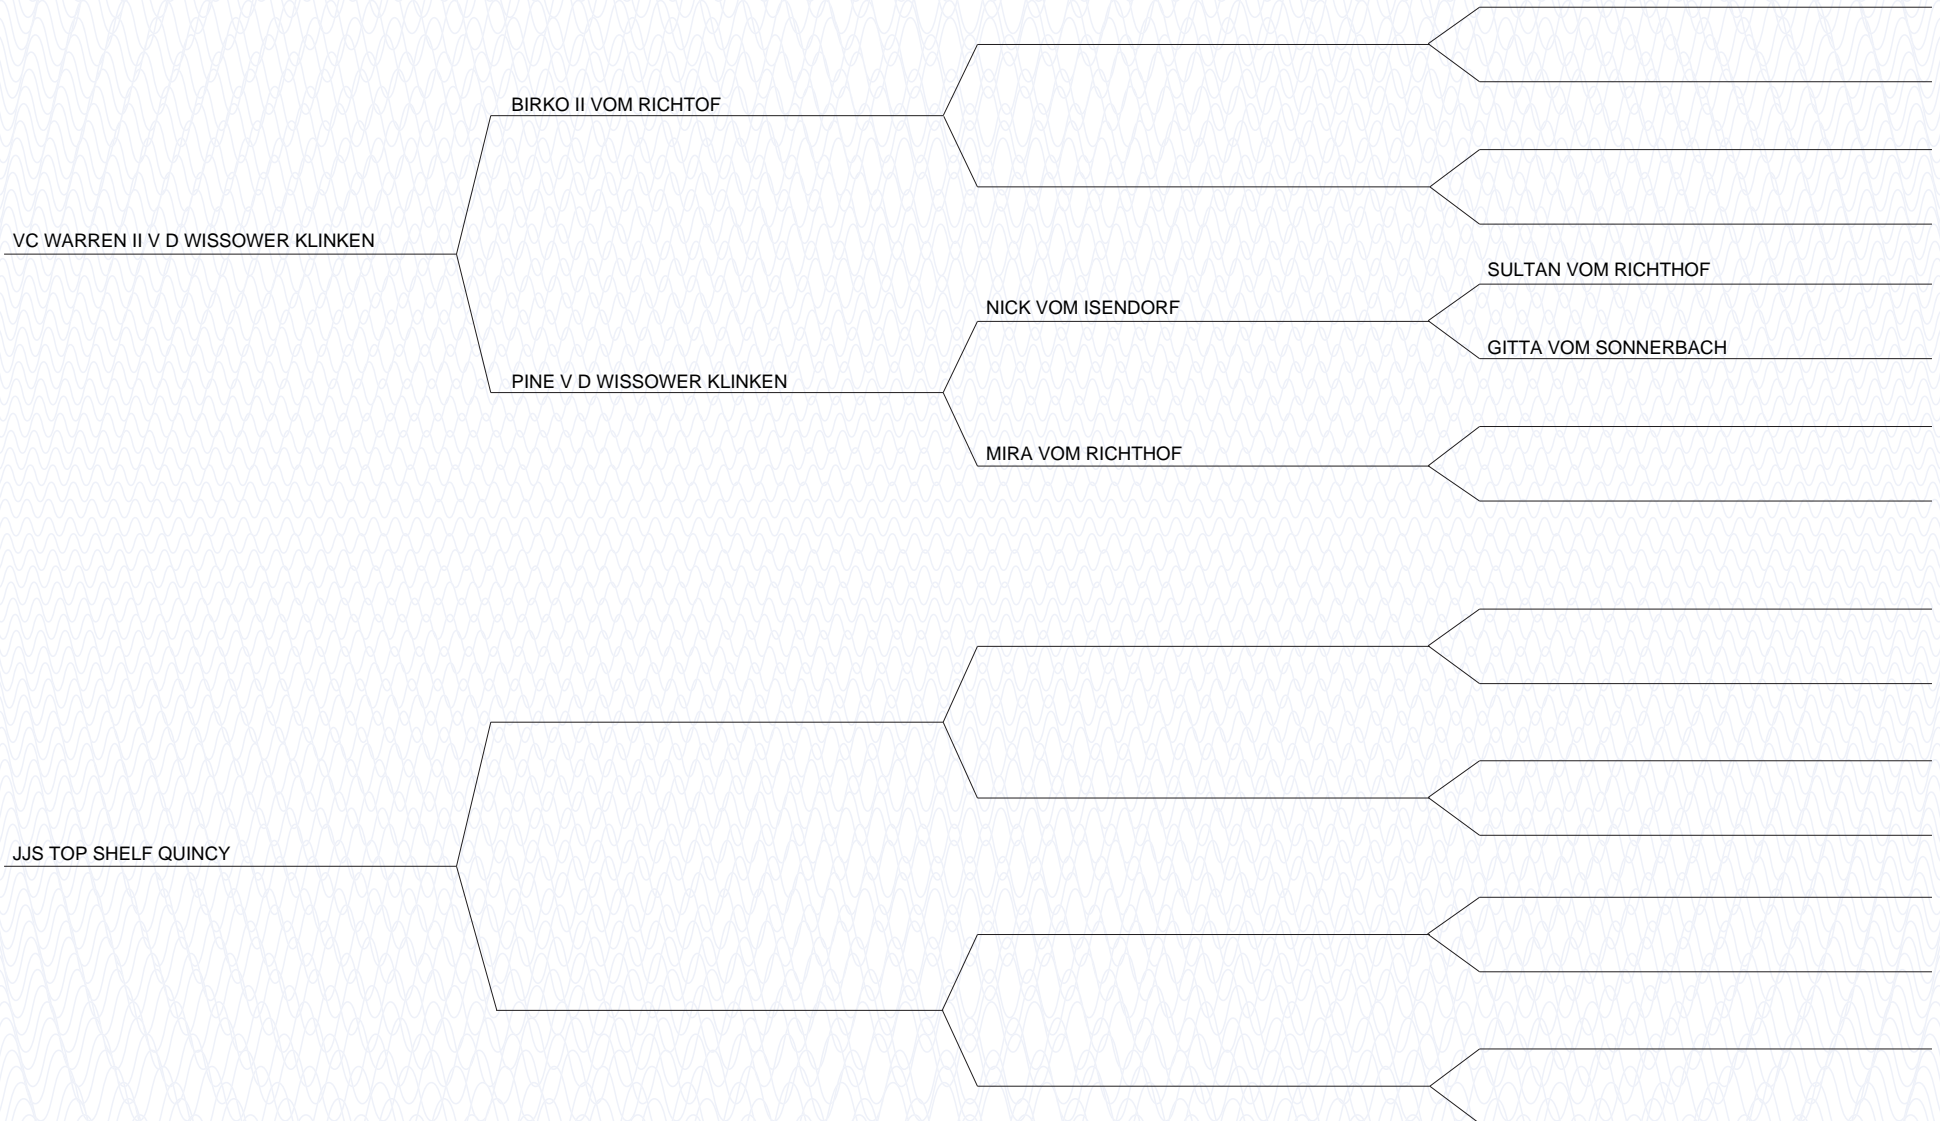 BIRKO II VOM RICHTOF
VC WARREN II V D WISSOWER KLINKEN
SULTAN VOM RICHTHOF
NICK VOM ISENDORF
GITTA VOM SONNERBACH
PINE V D WISSOWER KLINKEN
MIRA VOM RICHTHOF
JJS TOP SHELF QUINCY